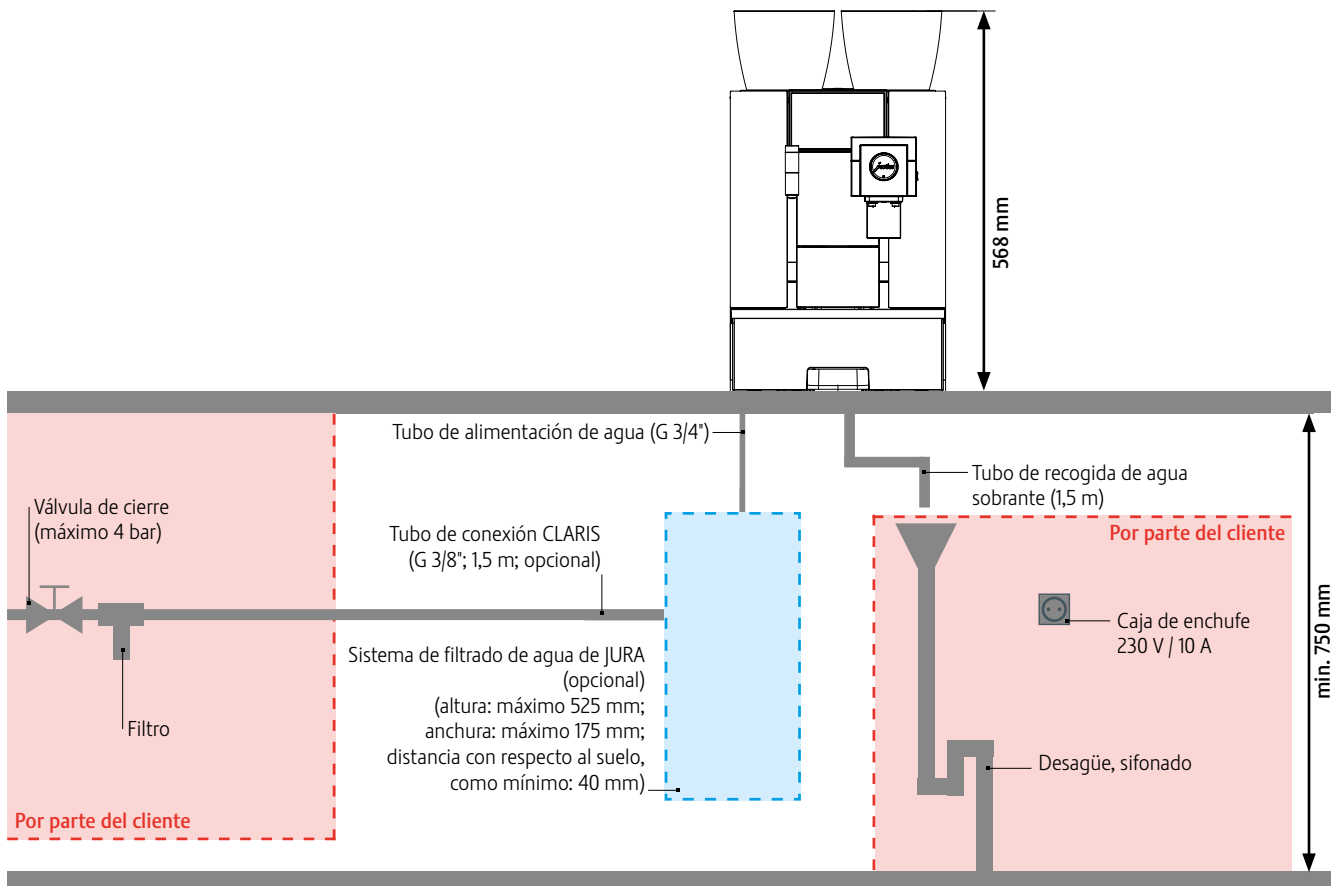 568 mm
Tubo de alimentación de agua (G 3/4")
Tubo de recogida de agua
sobrante (1,5 m)
Válvula de cierre
(máximo 4 bar)
Tubo de conexión CLARIS
(G 3/8"; 1,5 m; opcional)
Por parte del cliente
Caja de enchufe
230 V / 10 A
min. 750 mm
Sistema de filtrado de agua de JURA
(opcional)
(altura: máximo 525 mm;
anchura: máximo 175 mm;
distancia con respecto al suelo,
como mínimo: 40 mm)
Filtro
Desagüe, sifonado
Por parte del cliente